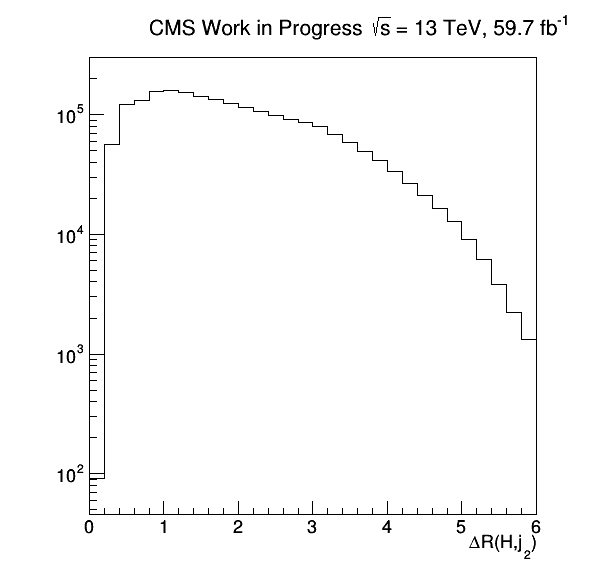 CMS Work in Progress √s = 13 TeV, 59.7 fb⁻¹
10⁵
10⁴
10³
10²
0 1 2 3 4 5 6
ΔR(H,j₂)